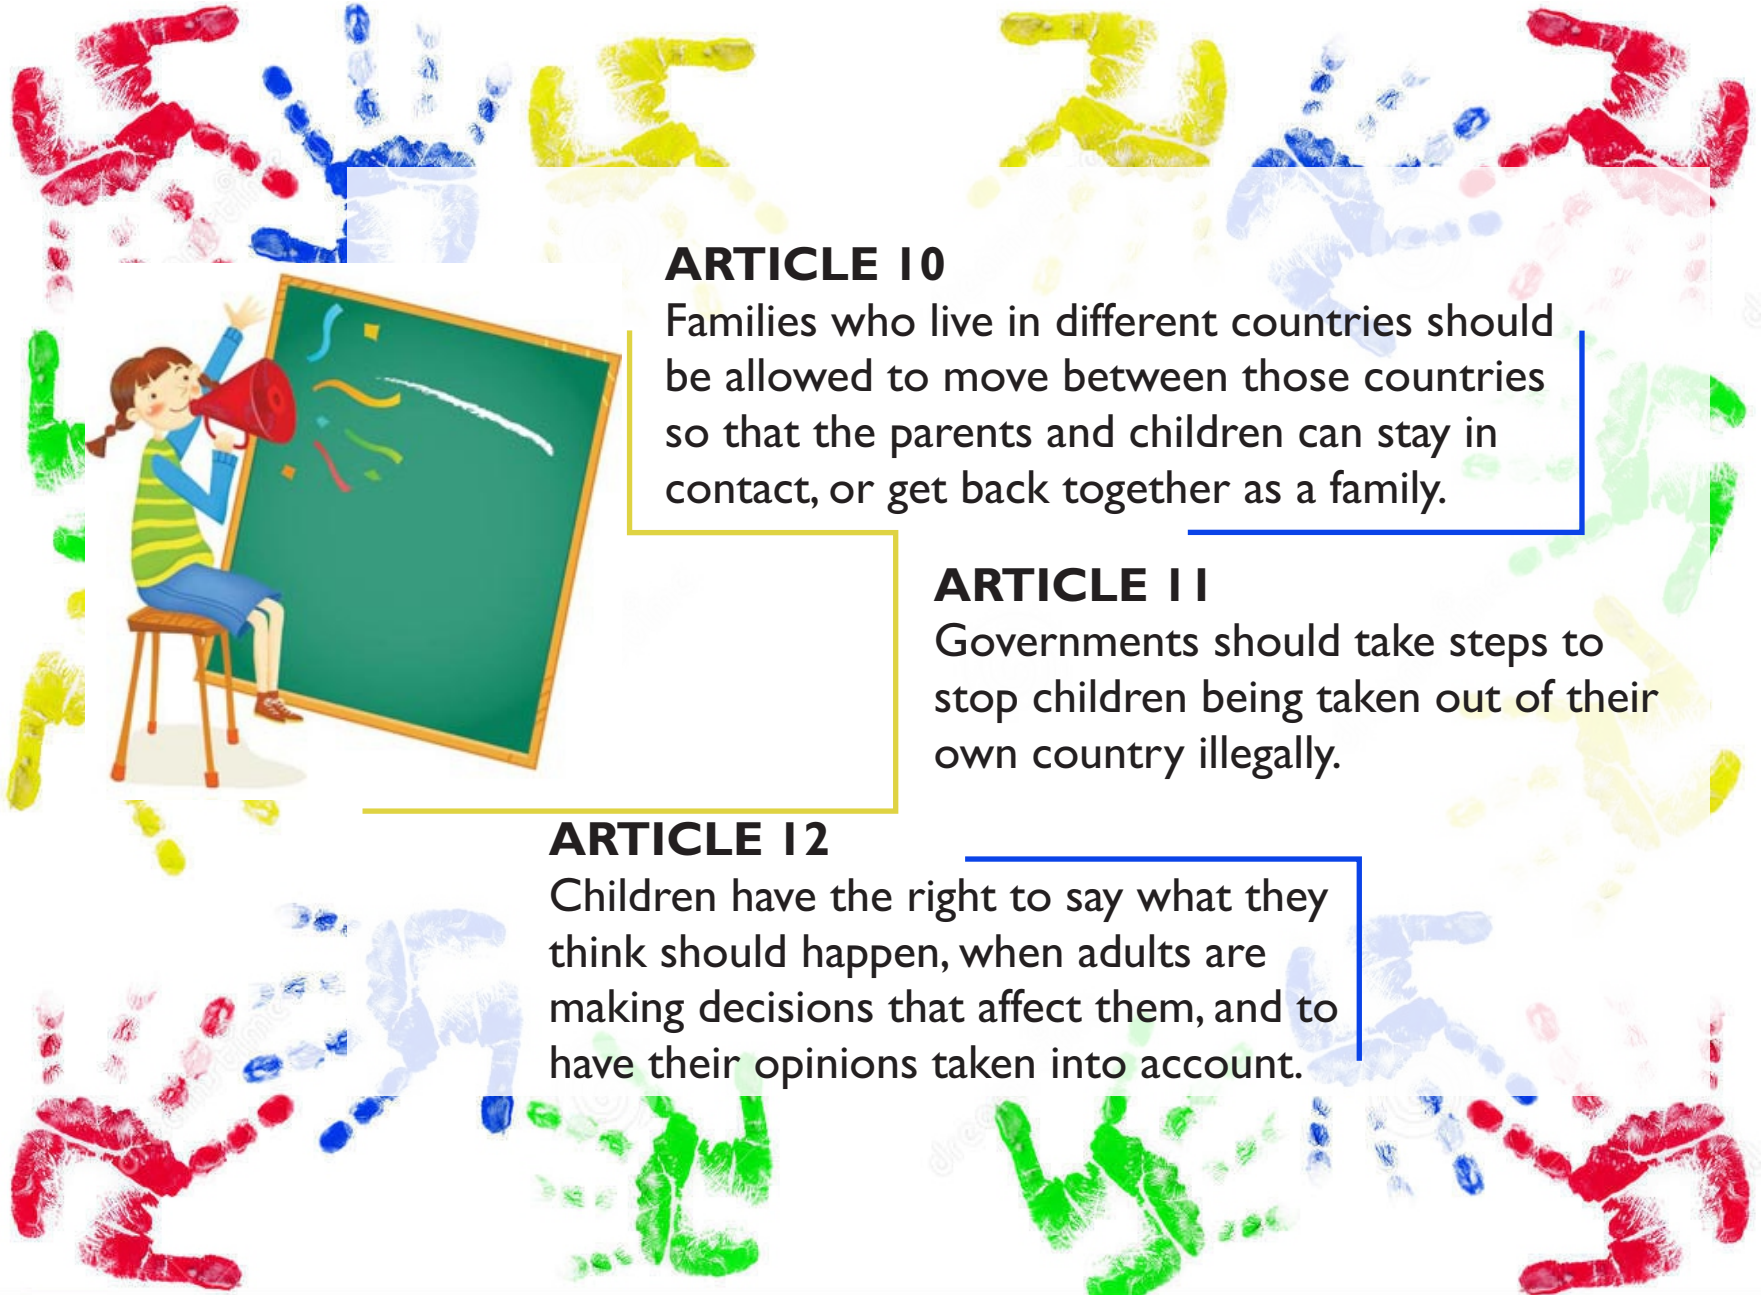 ARTICLE 10
Families who live in different countries should
be allowed to move between those countries
so that the parents and children can stay in
contact, or get back together as a family.
ARTICLE 11
Governments should take steps to
stop children being taken out of their
own country illegally.
ARTICLE 12
Children have the right to say what they
think should happen, when adults are
making decisions that affect them, and to
have their opinions taken into account.